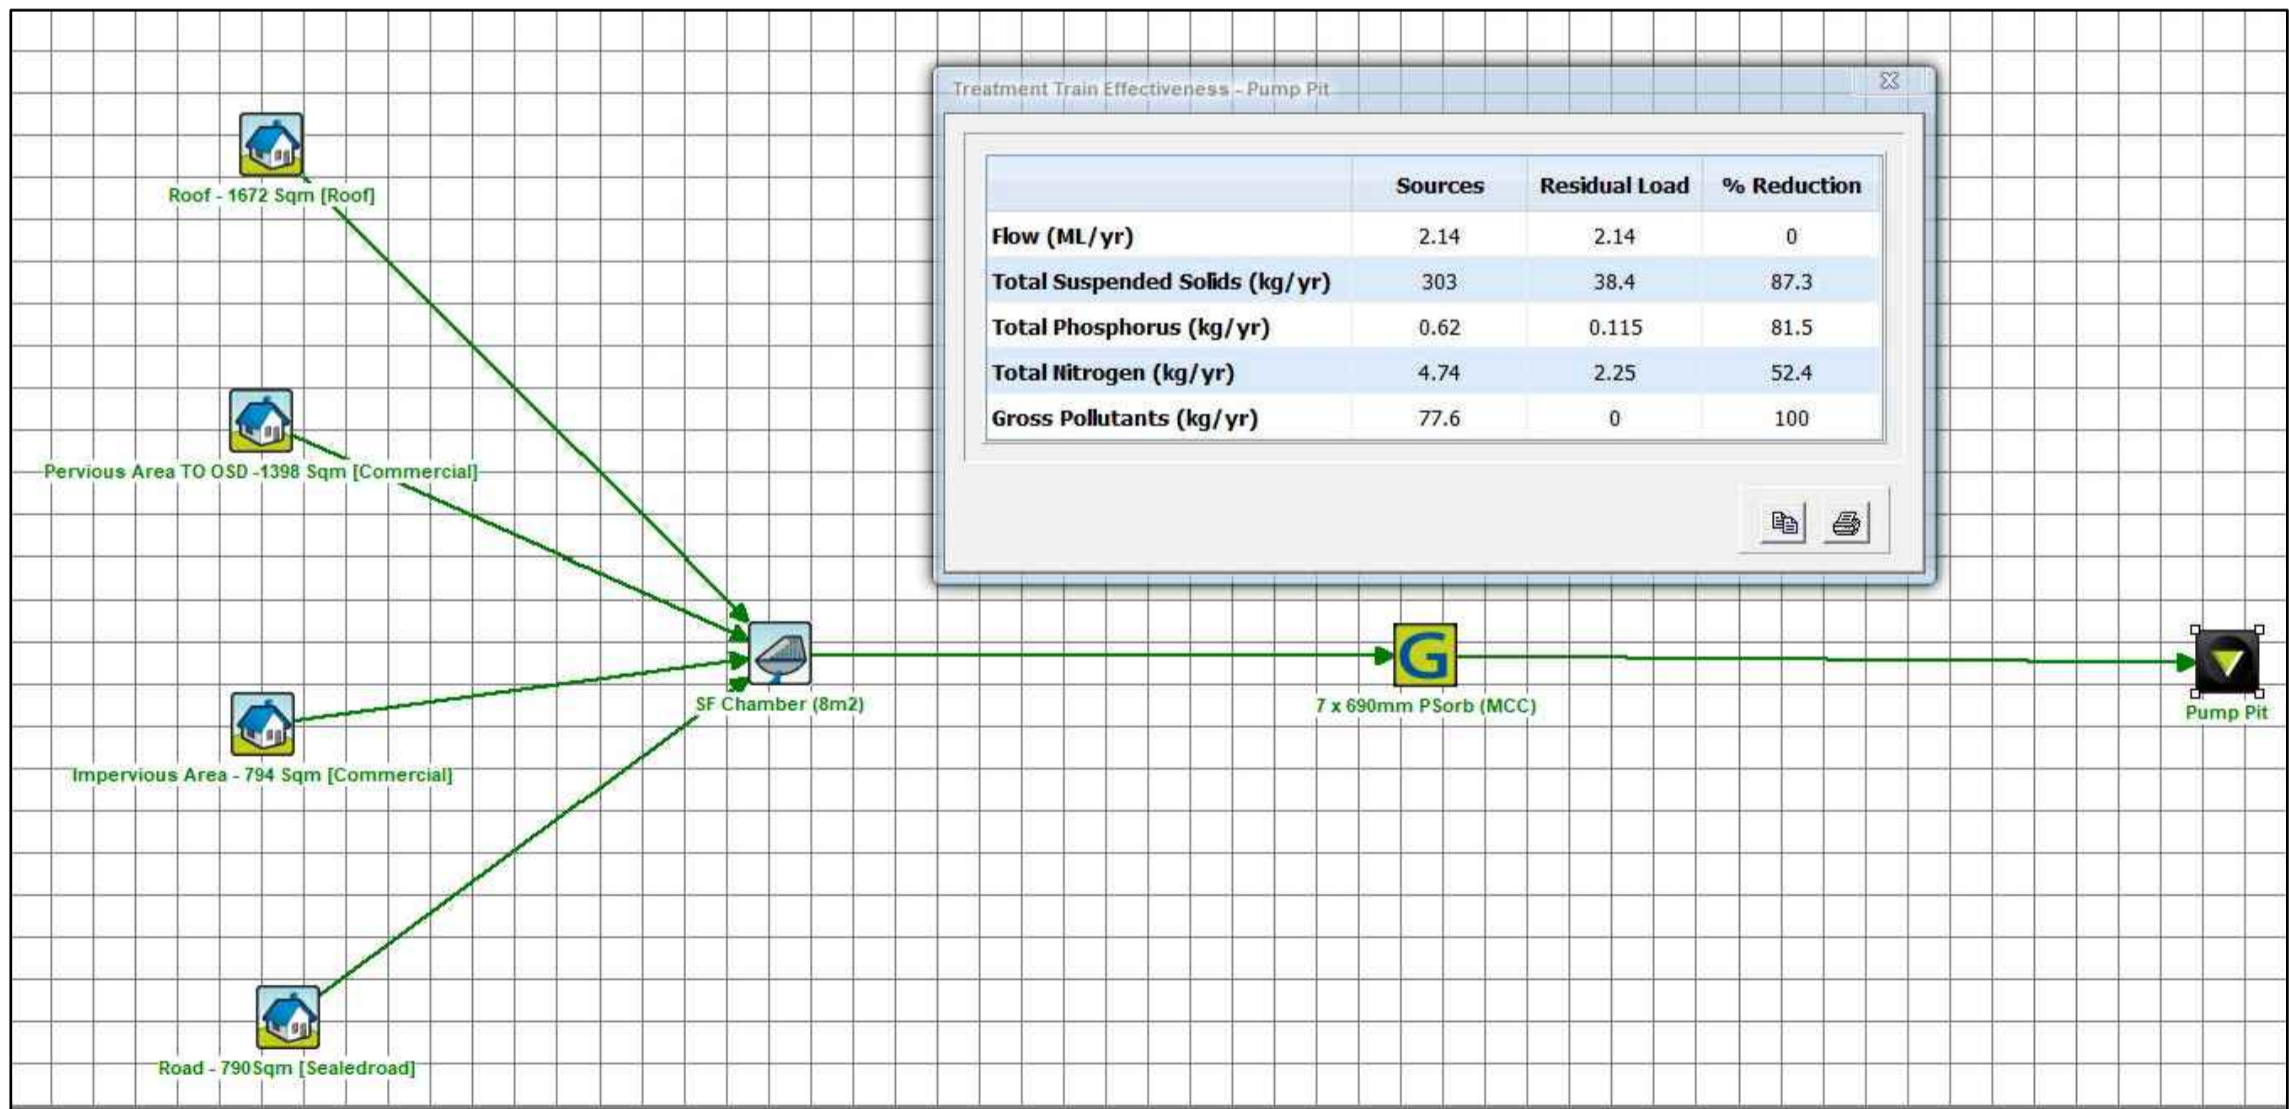 Treatment Train Effectiveness - Pump Pit
Sources Residual Load % Reduction
Flow (ML/yr) 2.14 2.14 0
Total Suspended Solids (kg/yr) 303 38.4 87.3
Total Phosphorus (kg/yr) 0.62 0.115 81.5
Total Nitrogen (kg/yr) 4.74 2.25 52.4
Gross Pollutants (kg/yr) 77.6 0 100
Roof - 1672 Sqm [Roof]
Pervious Area TO OSD -1398 Sqm [Commercial]
Impervious Area - 794 Sqm [Commercial]
Road - 790Sqm [Sealedroad]
SF Chamber (8m2)
G
7 x 690mm PSorb (MCC)
Pump Pit